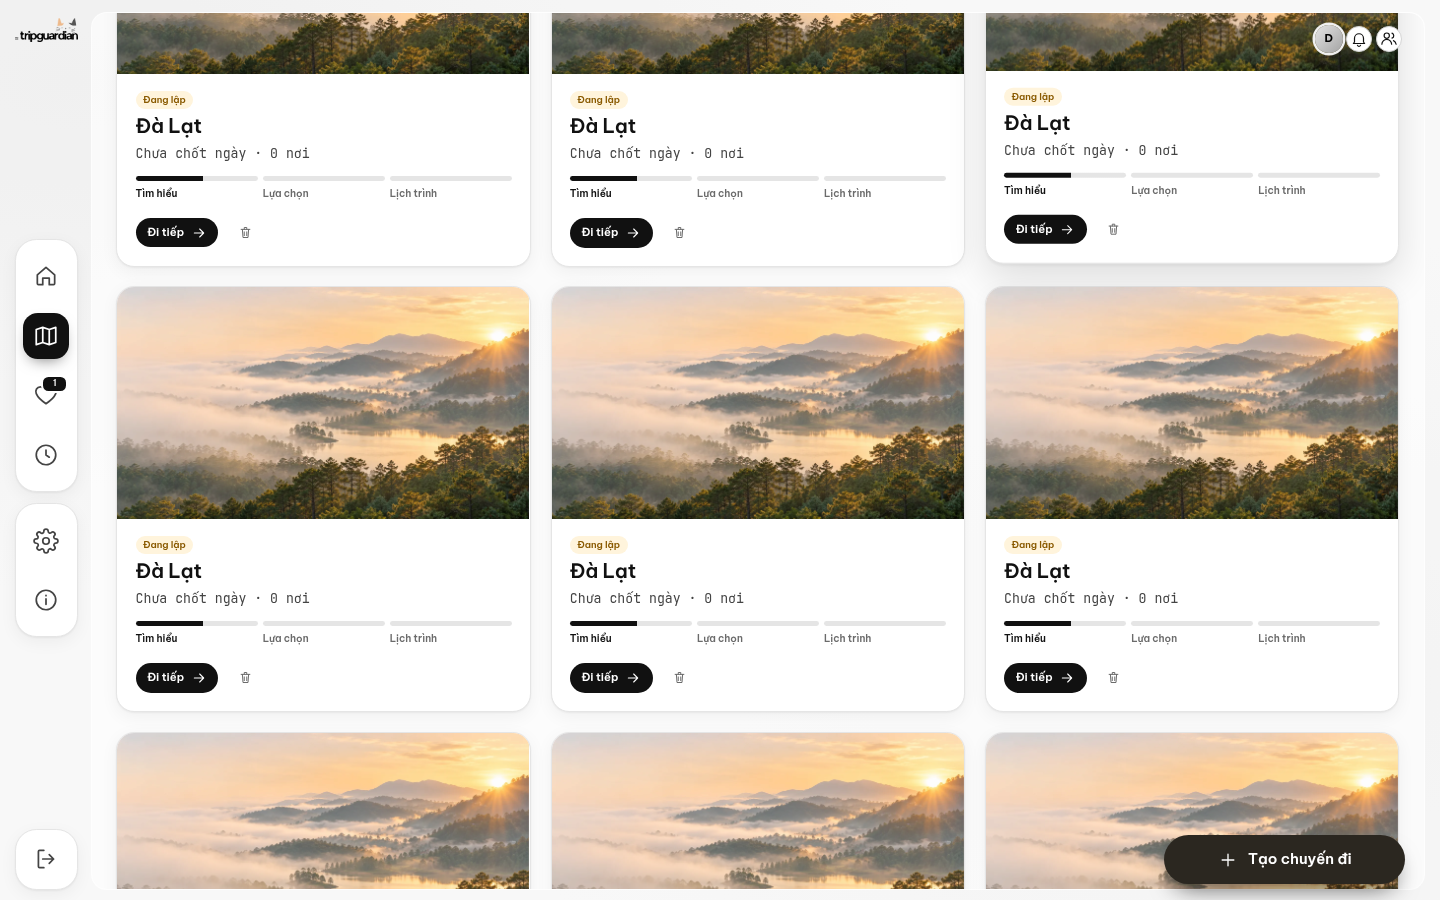 tripguardian
D
Đang lập
Đà Lạt
Chưa chốt ngày · 0 nơi
Tìm hiểu
Lựa chọn
Lịch trình
Đi tiếp
Đang lập
Đà Lạt
Chưa chốt ngày · 0 nơi
Tìm hiểu
Lựa chọn
Lịch trình
Đi tiếp
Đang lập
Đà Lạt
Chưa chốt ngày · 0 nơi
Tìm hiểu
Lựa chọn
Lịch trình
Đi tiếp
1
Đang lập
Đà Lạt
Chưa chốt ngày · 0 nơi
Tìm hiểu
Lựa chọn
Lịch trình
Đi tiếp
Đang lập
Đà Lạt
Chưa chốt ngày · 0 nơi
Tìm hiểu
Lựa chọn
Lịch trình
Đi tiếp
Đang lập
Đà Lạt
Chưa chốt ngày · 0 nơi
Tìm hiểu
Lựa chọn
Lịch trình
Đi tiếp
Tạo chuyến đi